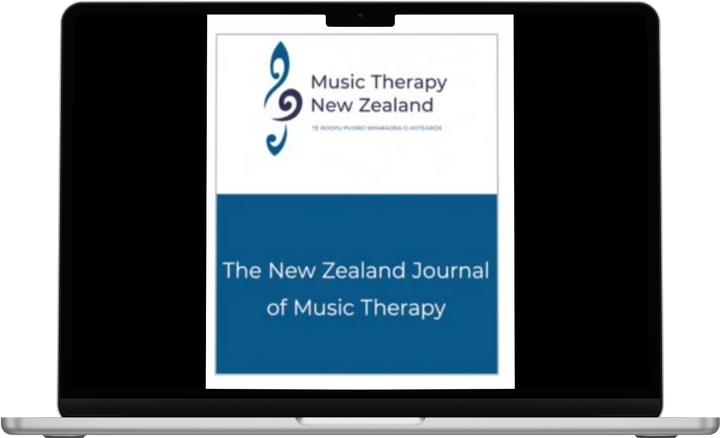 Music Therapy
New Zealand
TE ROOPU PUORO WHAKAORA O AOTEAROA
The New Zealand Journal
of Music Therapy